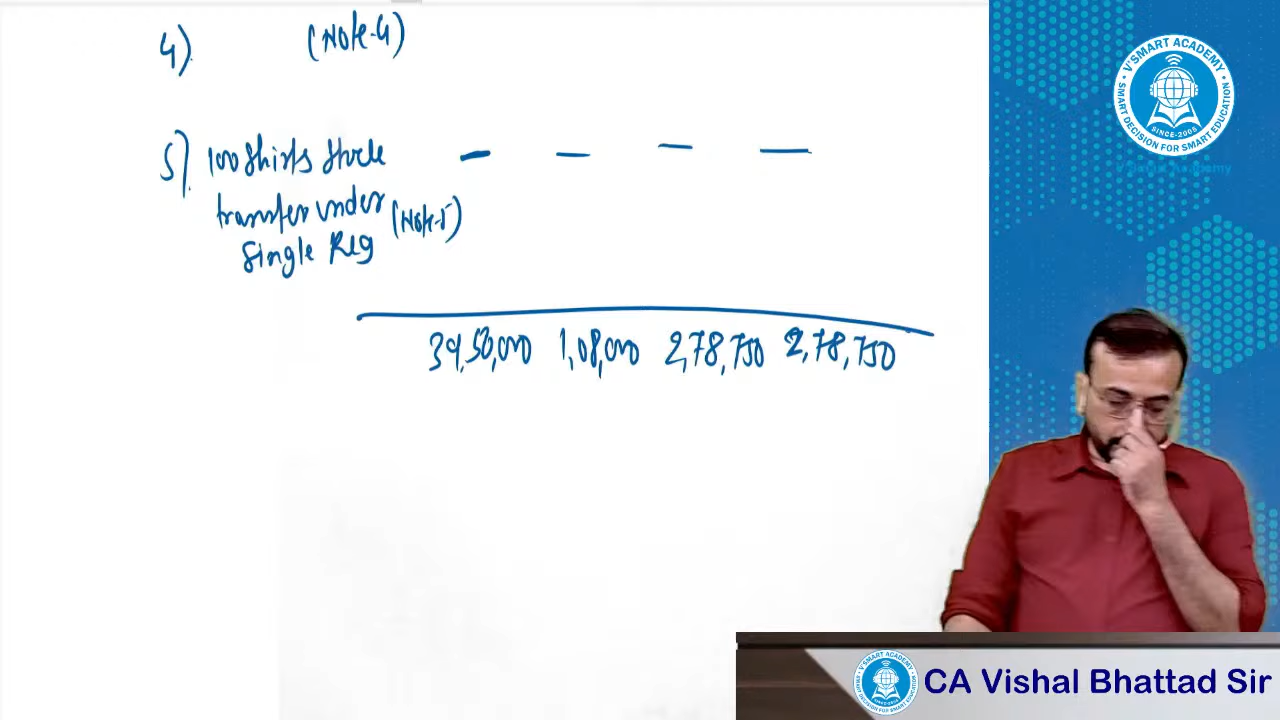 4) (Note-4)
5) 100 Shirts Stock — — — —
transfer under (Note-5)
Single Reg
39,50,000 1,08,000 2,78,750 2,78,750
V'SMART ACADEMY
SMART DECISION FOR SMART EDUCATION
SINCE-2005
V'Smart Academy
CA Vishal Bhattad Sir